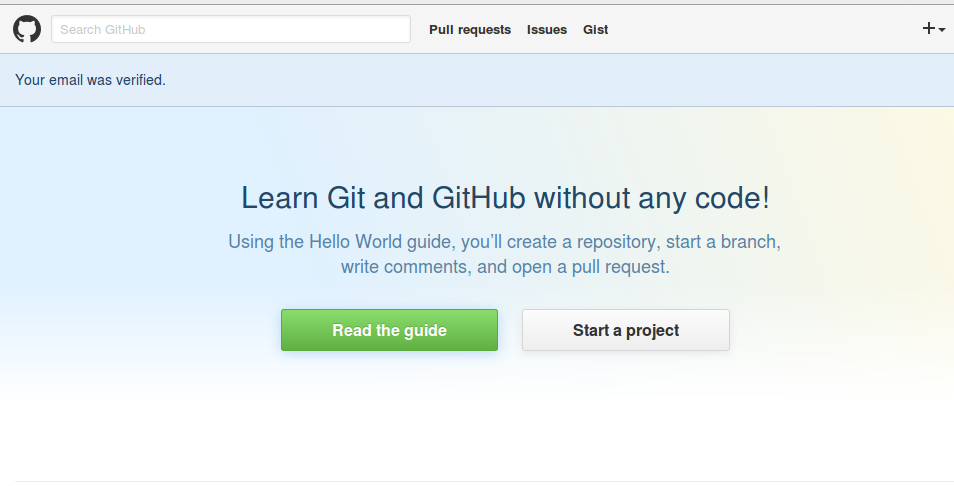 Search GitHub
Pull requests
Issues
Gist
Your email was verified.
Learn Git and GitHub without any code!
Using the Hello World guide, you’ll create a repository, start a branch,
write comments, and open a pull request.
Read the guide
Start a project